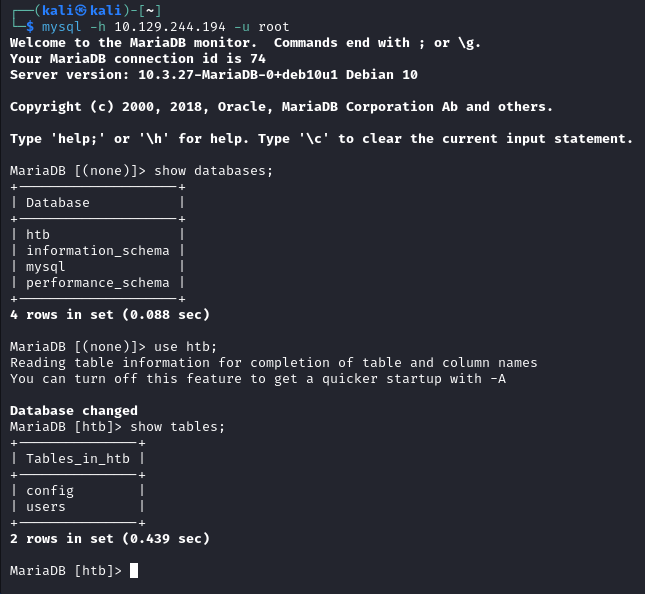 ┌──(kali㉿kali)-[~]
└─$ mysql -h 10.129.244.194 -u root
Welcome to the MariaDB monitor.  Commands end with ; or \g.
Your MariaDB connection id is 74
Server version: 10.3.27-MariaDB-0+deb10u1 Debian 10

Copyright (c) 2000, 2018, Oracle, MariaDB Corporation Ab and others.

Type 'help;' or '\h' for help. Type '\c' to clear the current input statement.

MariaDB [(none)]> show databases;
+--------------------+
| Database           |
+--------------------+
| htb                |
| information_schema |
| mysql              |
| performance_schema |
+--------------------+
4 rows in set (0.088 sec)

MariaDB [(none)]> use htb;
Reading table information for completion of table and column names
You can turn off this feature to get a quicker startup with -A

Database changed
MariaDB [htb]> show tables;
+---------------+
| Tables_in_htb |
+---------------+
| config        |
| users         |
+---------------+
2 rows in set (0.439 sec)

MariaDB [htb]>